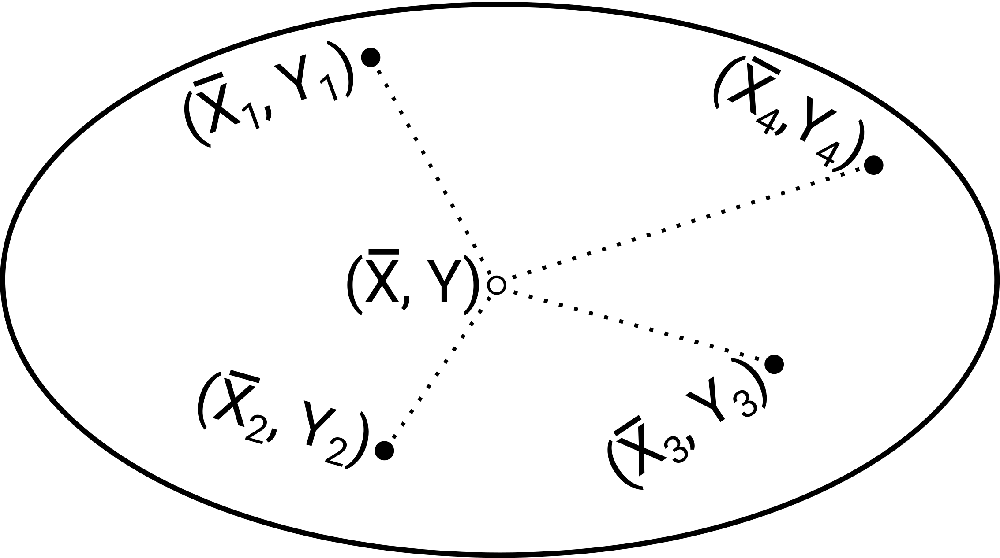 (X̅₁, Y₁)
(X̅₄, Y₄)
(X̅, Y)
(X̅₂, Y₂)
(X̅₃, Y₃)